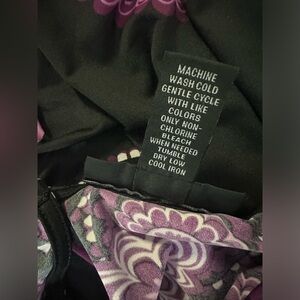 MACHINE
WASH COLD
GENTLE CYCLE
WITH LIKE
COLORS
ONLY NON-
CHLORINE
BLEACH
WHEN NEEDED
TUMBLE
DRY LOW
COOL IRON